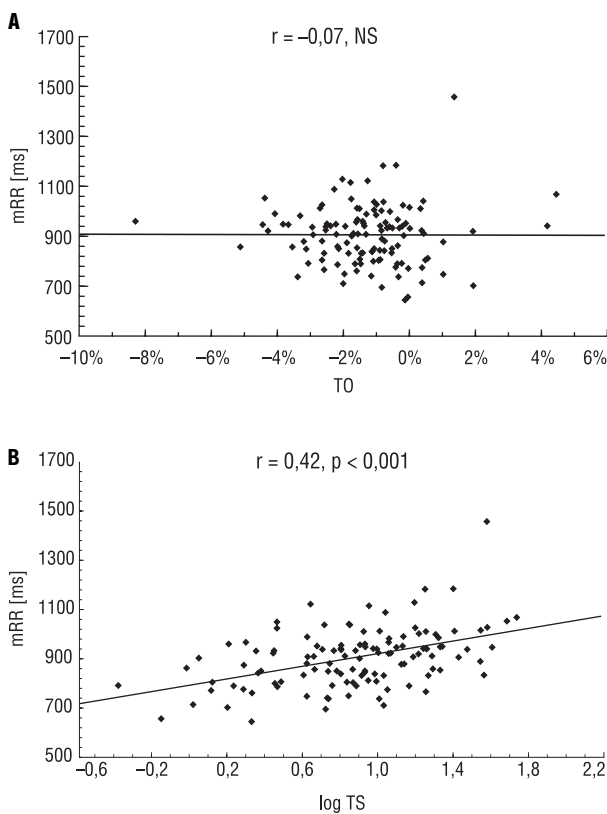 A
r = –0,07, NS
mRR [ms]
1700
1500
1300
1100
900
700
500
–10% –8% –6% –4% –2% 0% 2% 4% 6%
TO
B
r = 0,42, p < 0,001
mRR [ms]
1700
1500
1300
1100
900
700
500
–0,6 –0,2 0,2 0,6 1,0 1,4 1,8 2,2
log TS